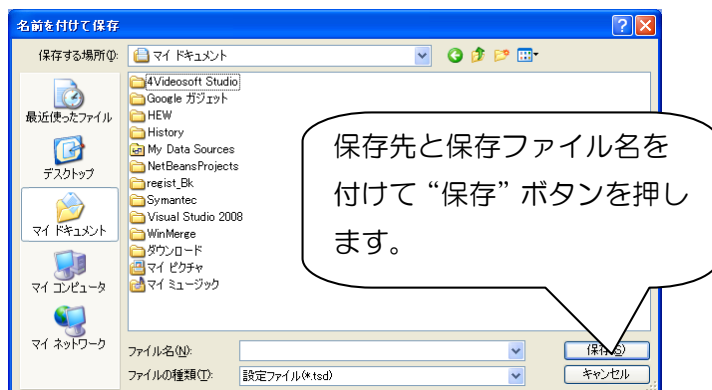 名前を付けて保存
保存する場所(I):
マイ ドキュメント
最近使ったファイル
デスクトップ
マイ ドキュメント
マイ コンピュータ
マイ ネットワーク
4Videosoft Studio
Google ガジェット
HEW
History
My Data Sources
NetBeansProjects
regist_Bk
Symantec
Visual Studio 2008
WinMerge
ダウンロード
マイ ピクチャ
マイ ミュージック
保存先と保存ファイル名を
付けて “保存” ボタンを押し
ます。
ファイル名(N):
保存(S)
ファイルの種類(T):
設定ファイル(*.tsd)
キャンセル